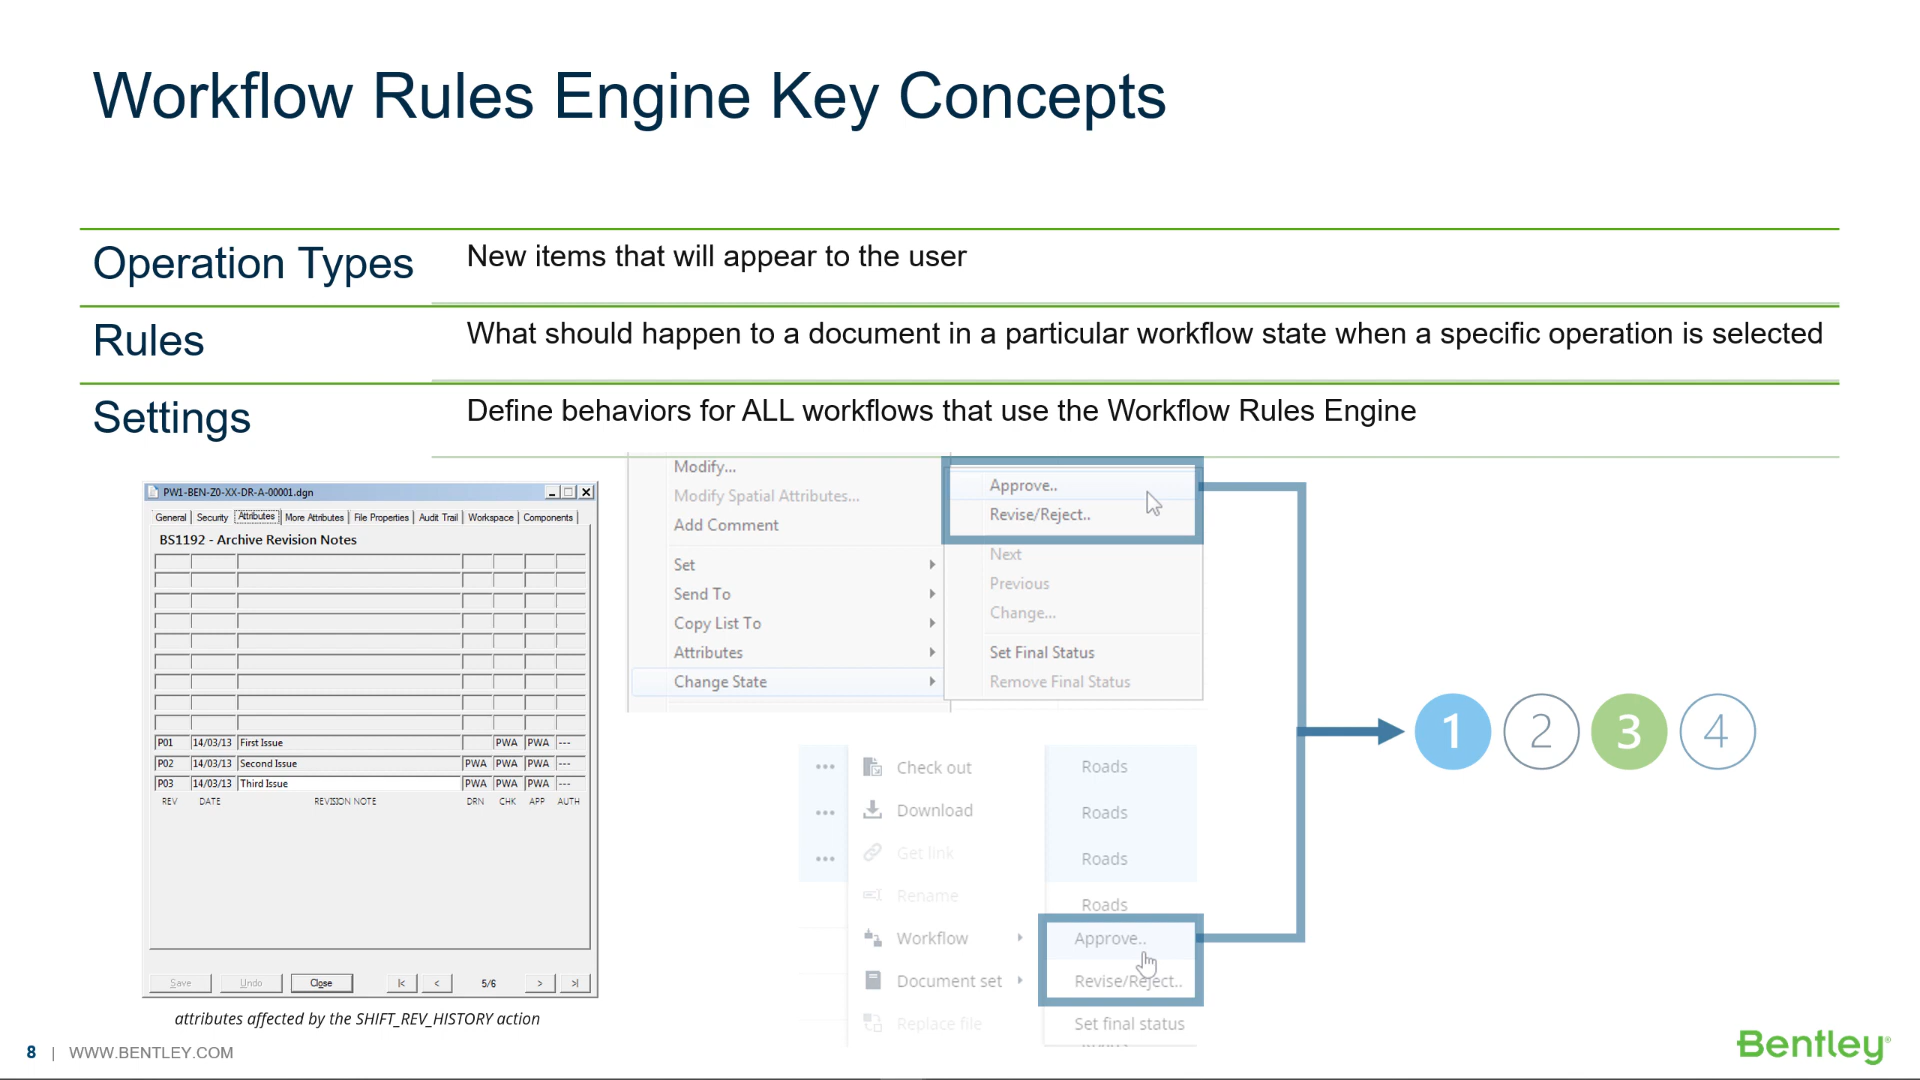 Workflow Rules Engine Key Concepts
Operation Types
New items that will appear to the user
Rules
What should happen to a document in a particular workflow state when a specific operation is selected
Settings
Define behaviors for ALL workflows that use the Workflow Rules Engine
PW1-BEN-Z0-XX-DR-A-00001.dgn
General Security Attributes More Attributes File Properties Audit Trail Workspace Components
BS1192 - Archive Revision Notes
P01 14/03/13 First Issue PWA PWA ---
P02 14/03/13 Second Issue PWA PWA PWA ---
P03 14/03/13 Third Issue PWA PWA PWA ---
REV DATE REVISION NOTE DRN CHK APP AUTH
Save Undo Close |< < 5/6 > >|
attributes affected by the SHIFT_REV_HISTORY action
Modify...
Modify Spatial Attributes...
Add Comment
Set
Send To
Copy List To
Attributes
Change State
Approve..
Revise/Reject..
Next
Previous
Change...
Set Final Status
Remove Final Status
Check out
Download
Get link
Rename
Workflow
Document set
Replace file
Roads
Roads
Roads
Roads
Approve..
Revise/Reject..
Set final status
1 2 3 4
8 | WWW.BENTLEY.COM
Bentley®